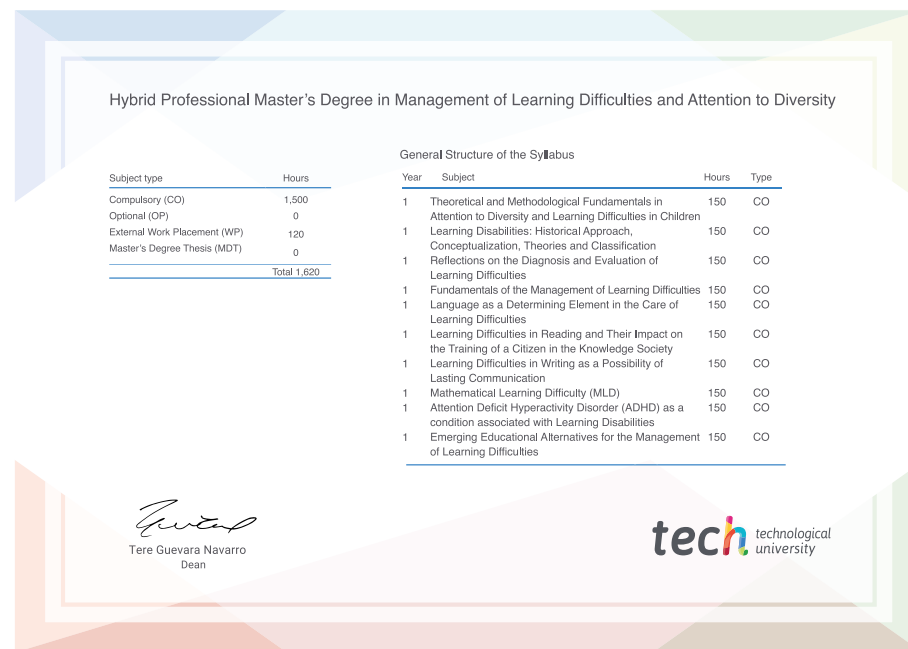 Hybrid Professional Master's Degree in Management of Learning Difficulties and Attention to Diversity
Subject type Hours
Compulsory (CO) 1,500
Optional (OP) 0
External Work Placement (WP) 120
Master's Degree Thesis (MDT) 0
Total 1,620
General Structure of the Syllabus
Year Subject Hours Type
1 Theoretical and Methodological Fundamentals in 150 CO
Attention to Diversity and Learning Difficulties in Children
1 Learning Disabilities: Historical Approach, 150 CO
Conceptualization, Theories and Classification
1 Reflections on the Diagnosis and Evaluation of 150 CO
Learning Difficulties
1 Fundamentals of the Management of Learning Difficulties 150 CO
1 Language as a Determining Element in the Care of 150 CO
Learning Difficulties
1 Learning Difficulties in Reading and Their Impact on 150 CO
the Training of a Citizen in the Knowledge Society
1 Learning Difficulties in Writing as a Possibility of 150 CO
Lasting Communication
1 Mathematical Learning Difficulty (MLD) 150 CO
1 Attention Deficit Hyperactivity Disorder (ADHD) as a 150 CO
condition associated with Learning Disabilities
1 Emerging Educational Alternatives for the Management 150 CO
of Learning Difficulties
Tere Guevara Navarro
Dean
tech technological
university